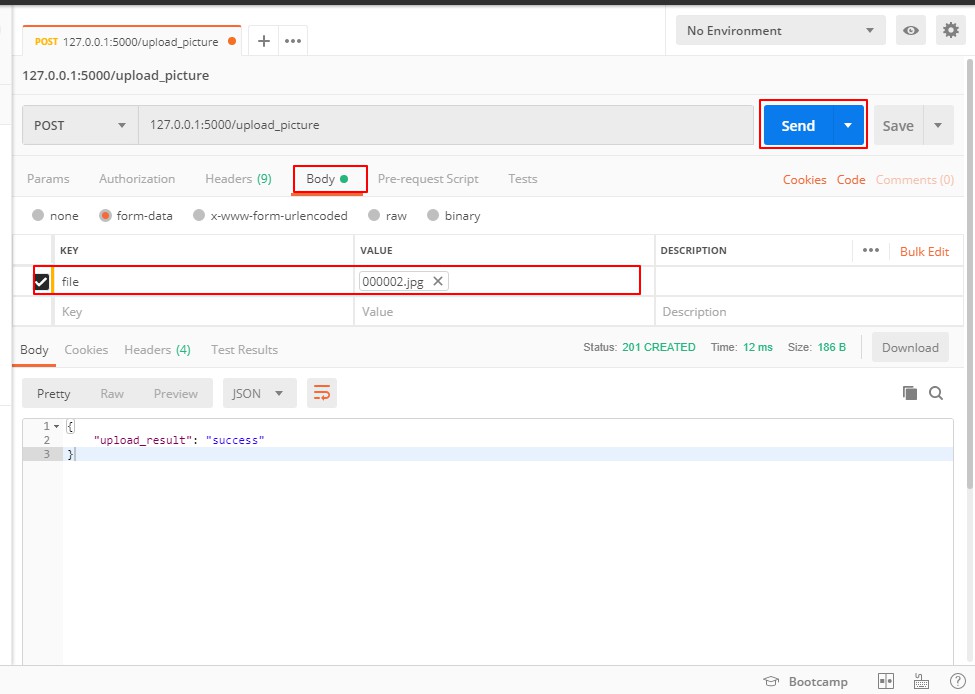 POST 127.0.0.1:5000/upload_picture
No Environment
127.0.0.1:5000/upload_picture
POST 127.0.0.1:5000/upload_picture Send Save
Params Authorization Headers (9) Body Pre-request Script Tests Cookies Code Comments (0)
none form-data x-www-form-urlencoded raw binary
KEY VALUE DESCRIPTION ••• Bulk Edit
file 000002.jpg
Key Value Description
Body Cookies Headers (4) Test Results Status: 201 CREATED Time: 12 ms Size: 186 B Download
Pretty Raw Preview JSON
1 {
2 "upload_result": "success"
3 }
Bootcamp